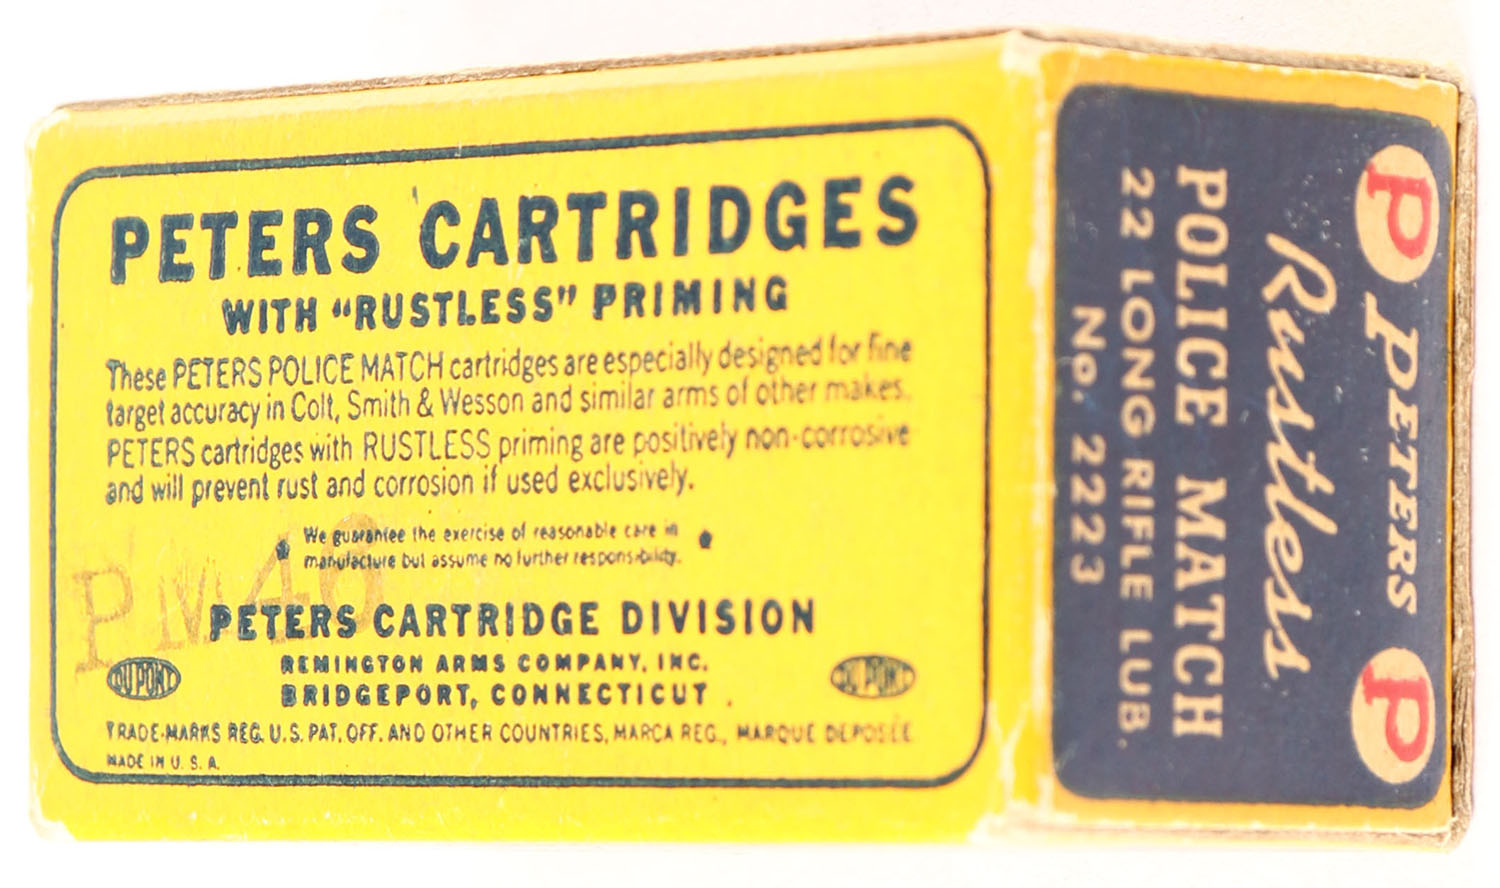 PETERS CARTRIDGES
WITH "RUSTLESS" PRIMING
These PETERS POLICE MATCH cartridges are especially designed for fine
target accuracy in Colt, Smith & Wesson and similar arms of other makes.
PETERS cartridges with RUSTLESS priming are positively non-corrosive
and will prevent rust and corrosion if used exclusively.
We guarantee the exercise of reasonable care in
manufacture but assume no further responsibility.
PM46
PETERS CARTRIDGE DIVISION
REMINGTON ARMS COMPANY, INC.
BRIDGEPORT, CONNECTICUT
DU PONT
DU PONT
TRADE-MARKS REG. U.S. PAT. OFF. AND OTHER COUNTRIES, MARCA REG., MARQUE DEPOSÉE
MADE IN U. S. A.
P PETERS P
Rustless
POLICE MATCH
22 LONG RIFLE LUB.
No. 2223